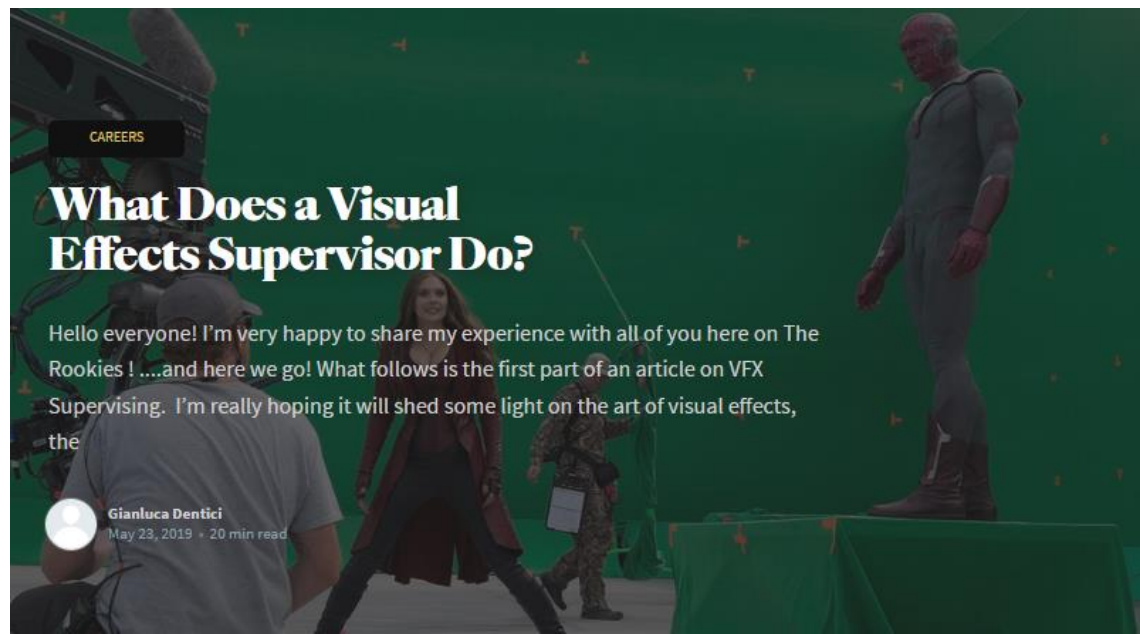 CAREERS
What Does a Visual
Effects Supervisor Do?
Hello everyone! I’m very happy to share my experience with all of you here on The
Rookies ! ....and here we go! What follows is the first part of an article on VFX
Supervising.  I’m really hoping it will shed some light on the art of visual effects,
the
Gianluca Dentici
May 23, 2019 • 20 min read